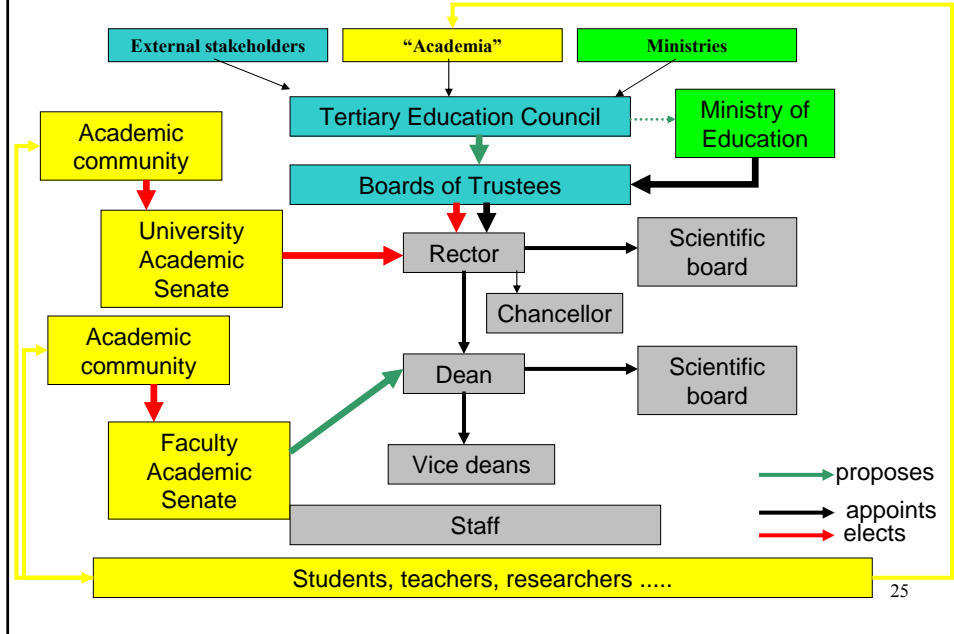 External stakeholders
“Academia”
Ministries
Tertiary Education Council
Ministry of
Education
Academic
community
Boards of Trustees
University
Academic
Senate
Rector
Scientific
board
Chancellor
Academic
community
Dean
Scientific
board
Faculty
Academic
Senate
Vice deans
proposes
appoints
elects
Staff
Students, teachers, researchers .....
25